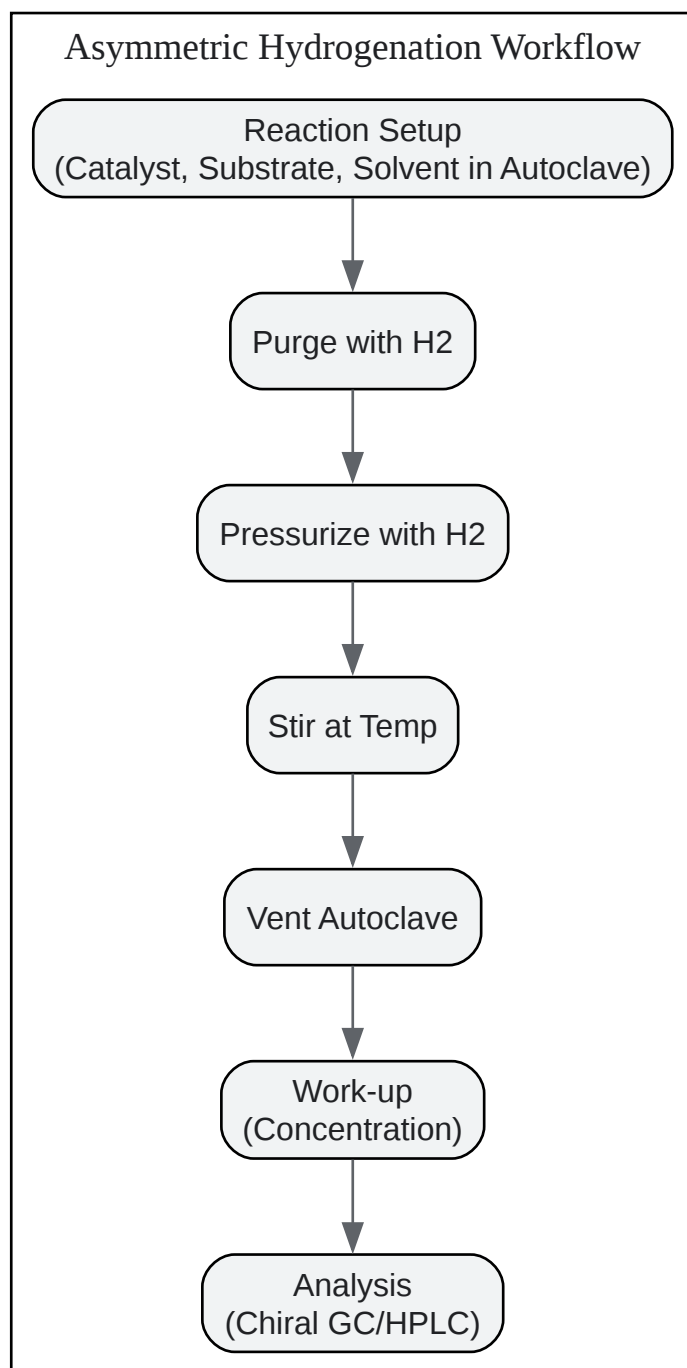 Asymmetric Hydrogenation Workflow
Reaction Setup
(Catalyst, Substrate, Solvent in Autoclave)
Purge with H2
Pressurize with H2
Stir at Temp
Vent Autoclave
Work-up
(Concentration)
Analysis
(Chiral GC/HPLC)